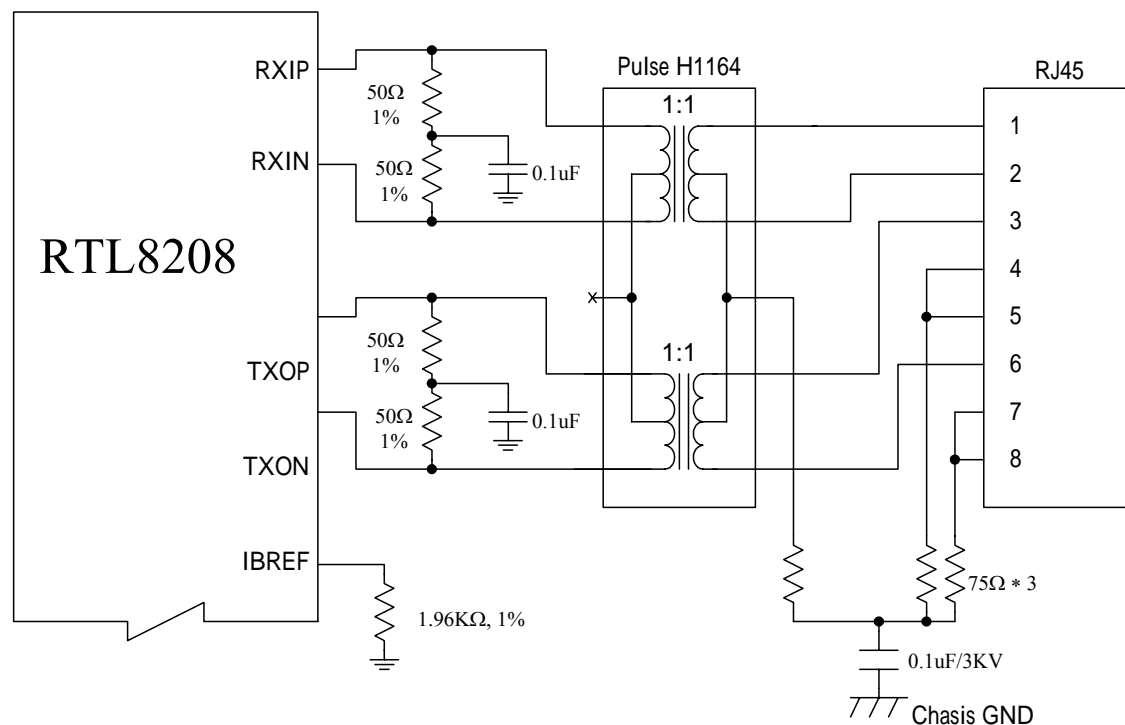 Pulse H1164
RJ45
RXIP
50Ω
1%
1:1
1
RXIN
50Ω
1%
0.1uF
2
3
RTL8208
4
5
50Ω
1%
1:1
6
TXOP
50Ω
1%
0.1uF
7
TXON
8
IBREF
75Ω * 3
1.96KΩ, 1%
0.1uF/3KV
Chasis GND